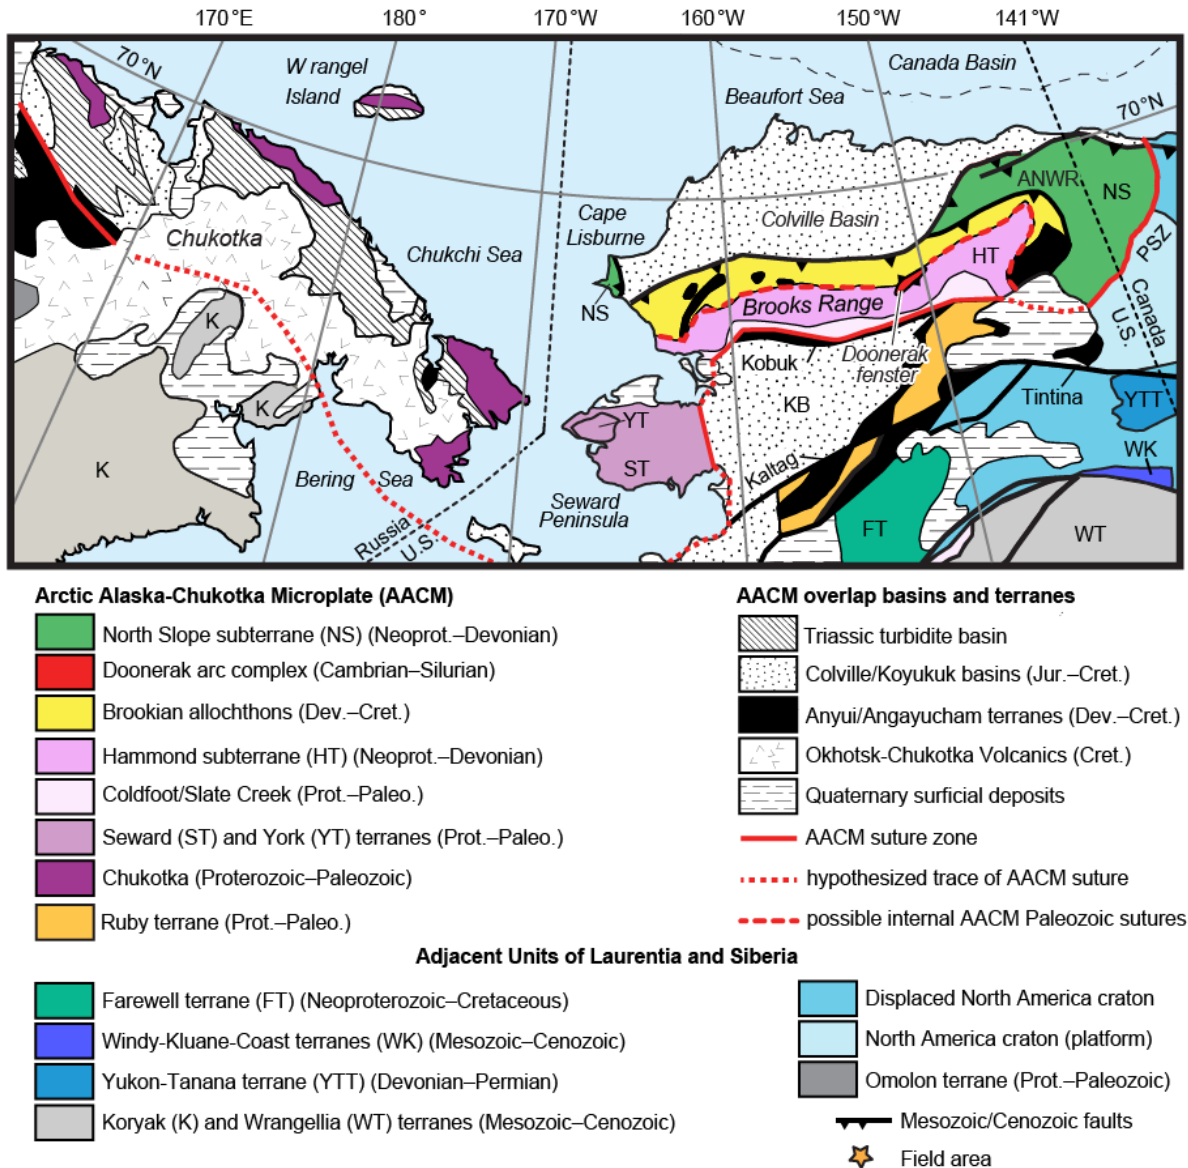 170°E 180° 170°W 160°W 150°W 141°W
70°N
Wrangel
Island
Canada Basin
Beaufort Sea
70°N
ANWR
NS
Cape
Lisburne
Colville Basin
Chukotka
Chukchi Sea
PSZ
HT
NS
Brooks Range
Canada
U.S.
K
Kobuk
Doonerak
fenster
K
KB
Tintina
YTT
YT
WK
K
ST
Kaltag
Bering Sea
Seward
Peninsula
Russia
U.S.
FT
WT
Arctic Alaska-Chukotka Microplate (AACM)
North Slope subterrane (NS) (Neoprot.–Devonian)
Doonerak arc complex (Cambrian–Silurian)
Brookian allochthons (Dev.–Cret.)
Hammond subterrane (HT) (Neoprot.–Devonian)
Coldfoot/Slate Creek (Prot.–Paleo.)
Seward (ST) and York (YT) terranes (Prot.–Paleo.)
Chukotka (Proterozoic–Paleozoic)
Ruby terrane (Prot.–Paleo.)
AACM overlap basins and terranes
Triassic turbidite basin
Colville/Koyukuk basins (Jur.–Cret.)
Anyui/Angayucham terranes (Dev.–Cret.)
Okhotsk-Chukotka Volcanics (Cret.)
Quaternary surficial deposits
AACM suture zone
hypothesized trace of AACM suture
possible internal AACM Paleozoic sutures
Adjacent Units of Laurentia and Siberia
Farewell terrane (FT) (Neoproterozoic–Cretaceous)
Windy-Kluane-Coast terranes (WK) (Mesozoic–Cenozoic)
Yukon-Tanana terrane (YTT) (Devonian–Permian)
Koryak (K) and Wrangellia (WT) terranes (Mesozoic–Cenozoic)
Displaced North America craton
North America craton (platform)
Omolon terrane (Prot.–Paleozoic)
Mesozoic/Cenozoic faults
Field area